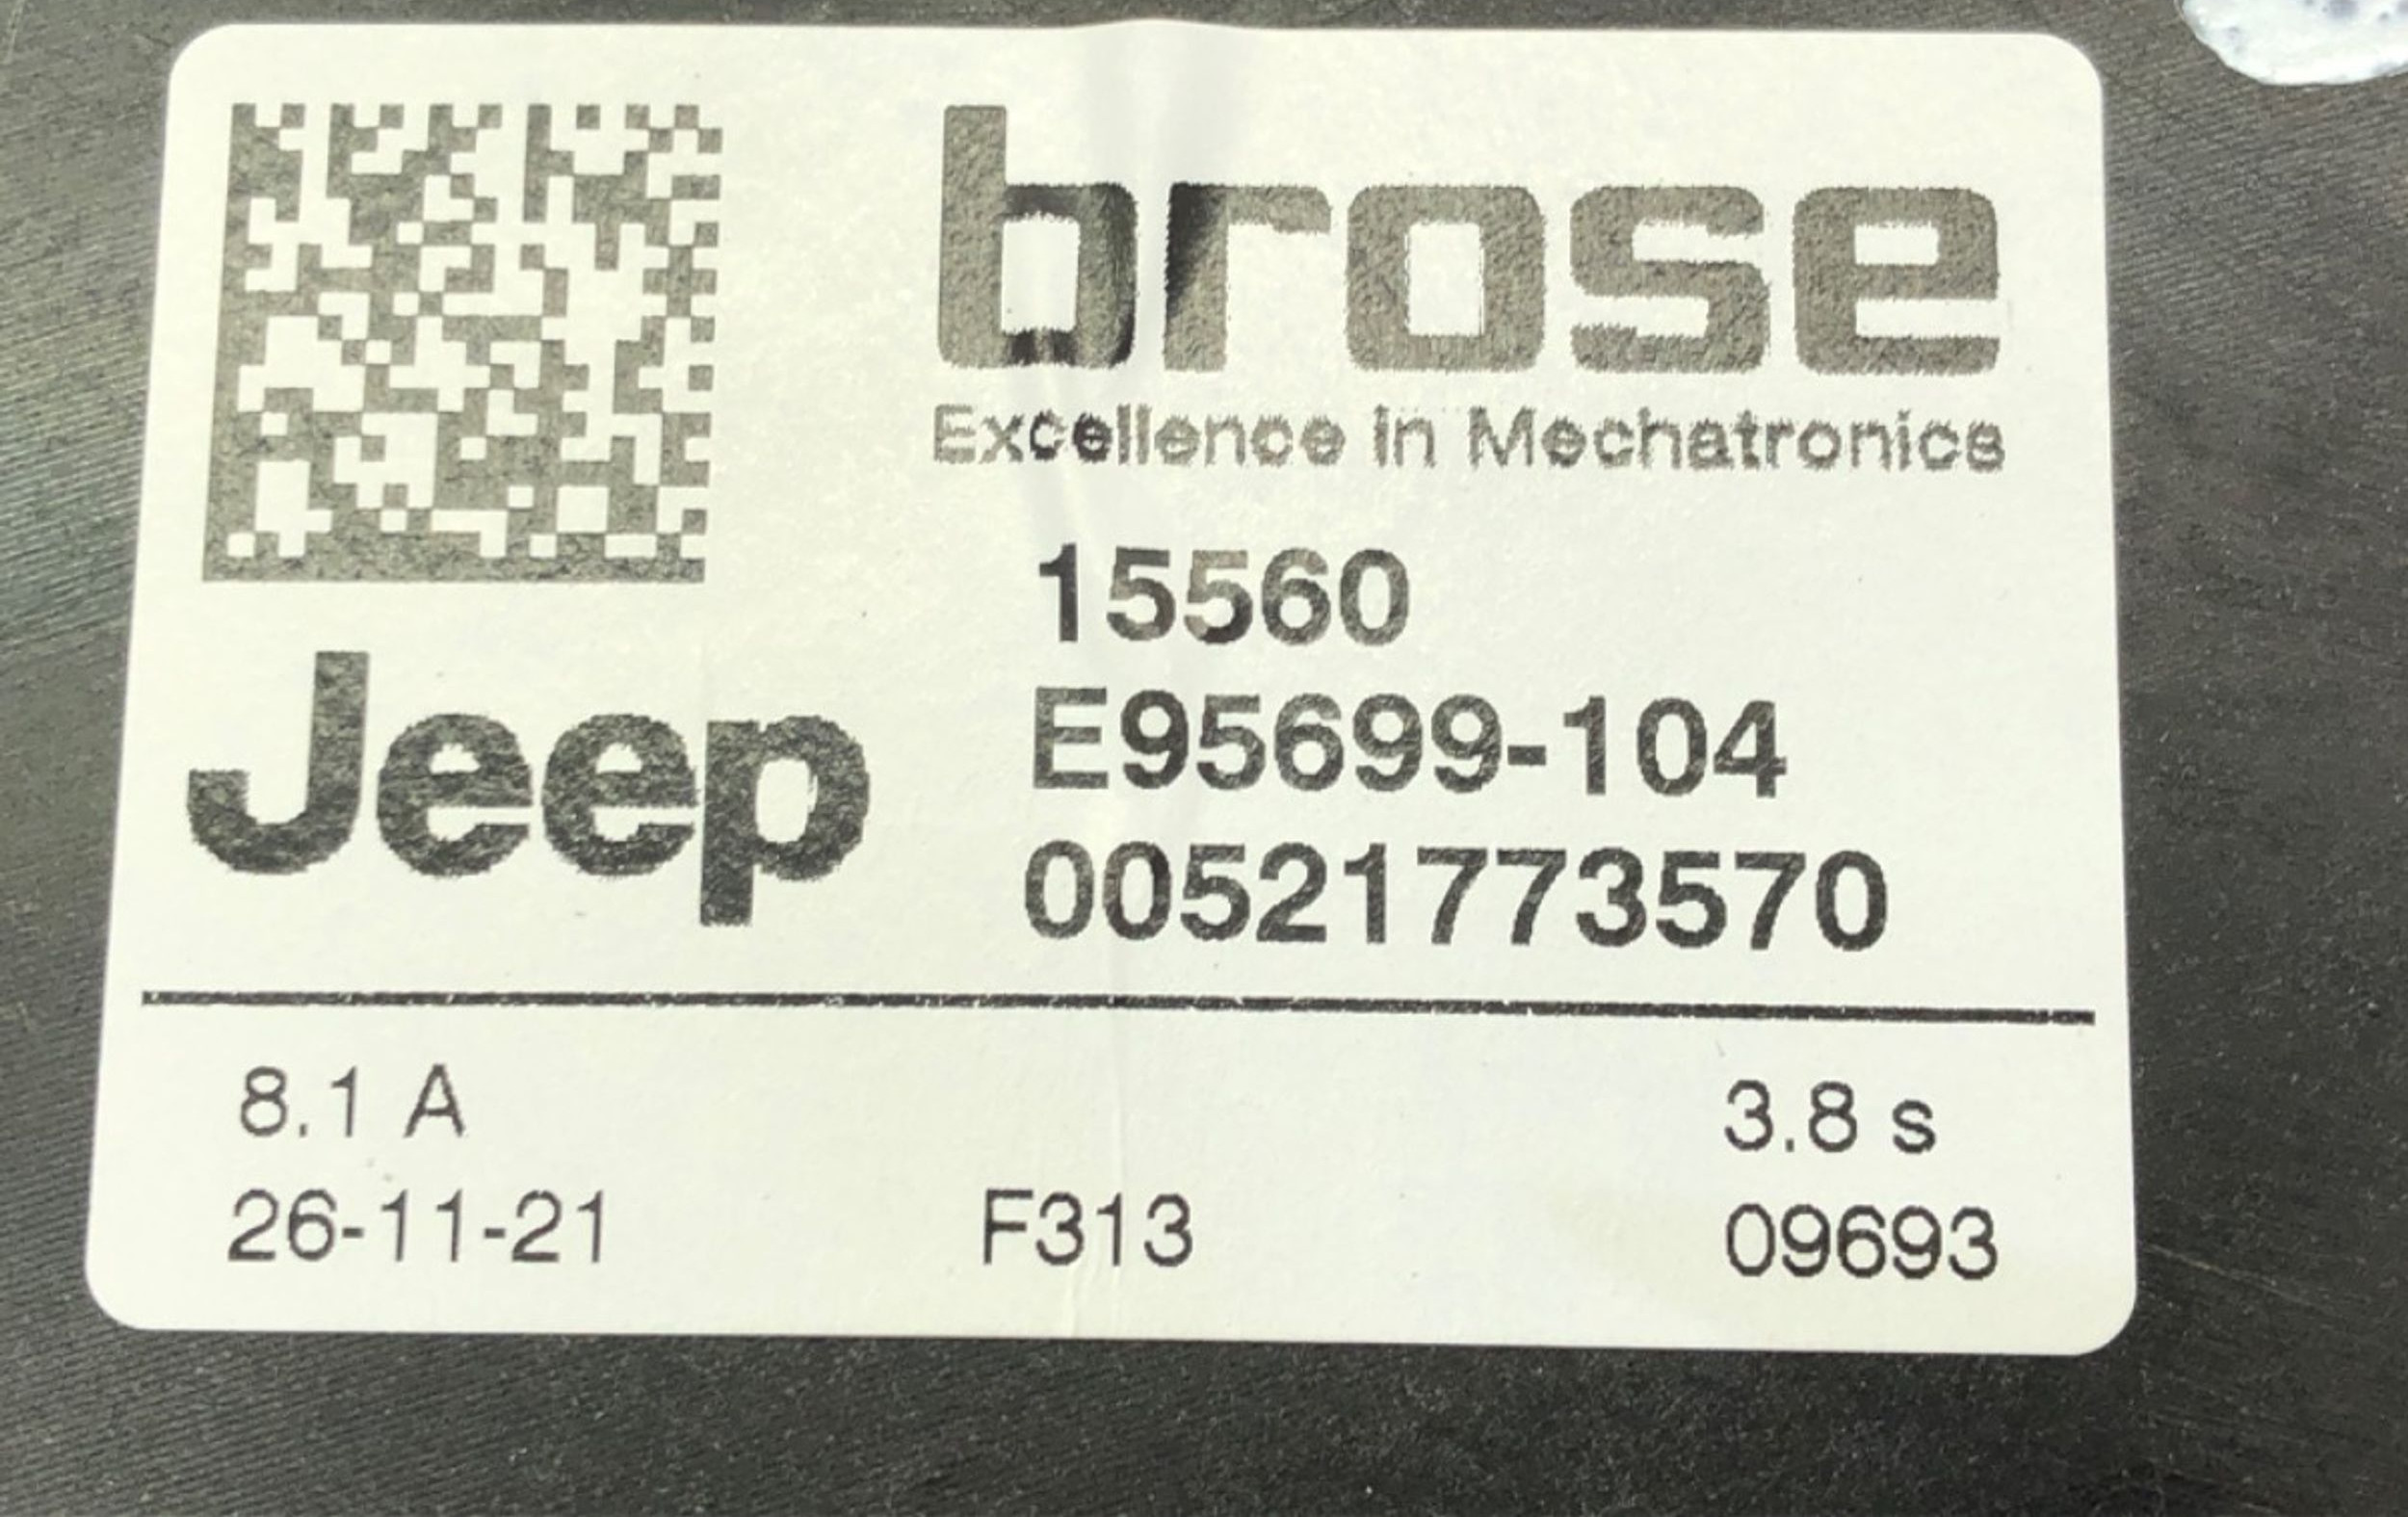 brose
Excellence in Mechatronics
15560
E95699-104
00521773570
Jeep
8.1 A
3.8 s
26-11-21
F313
09693